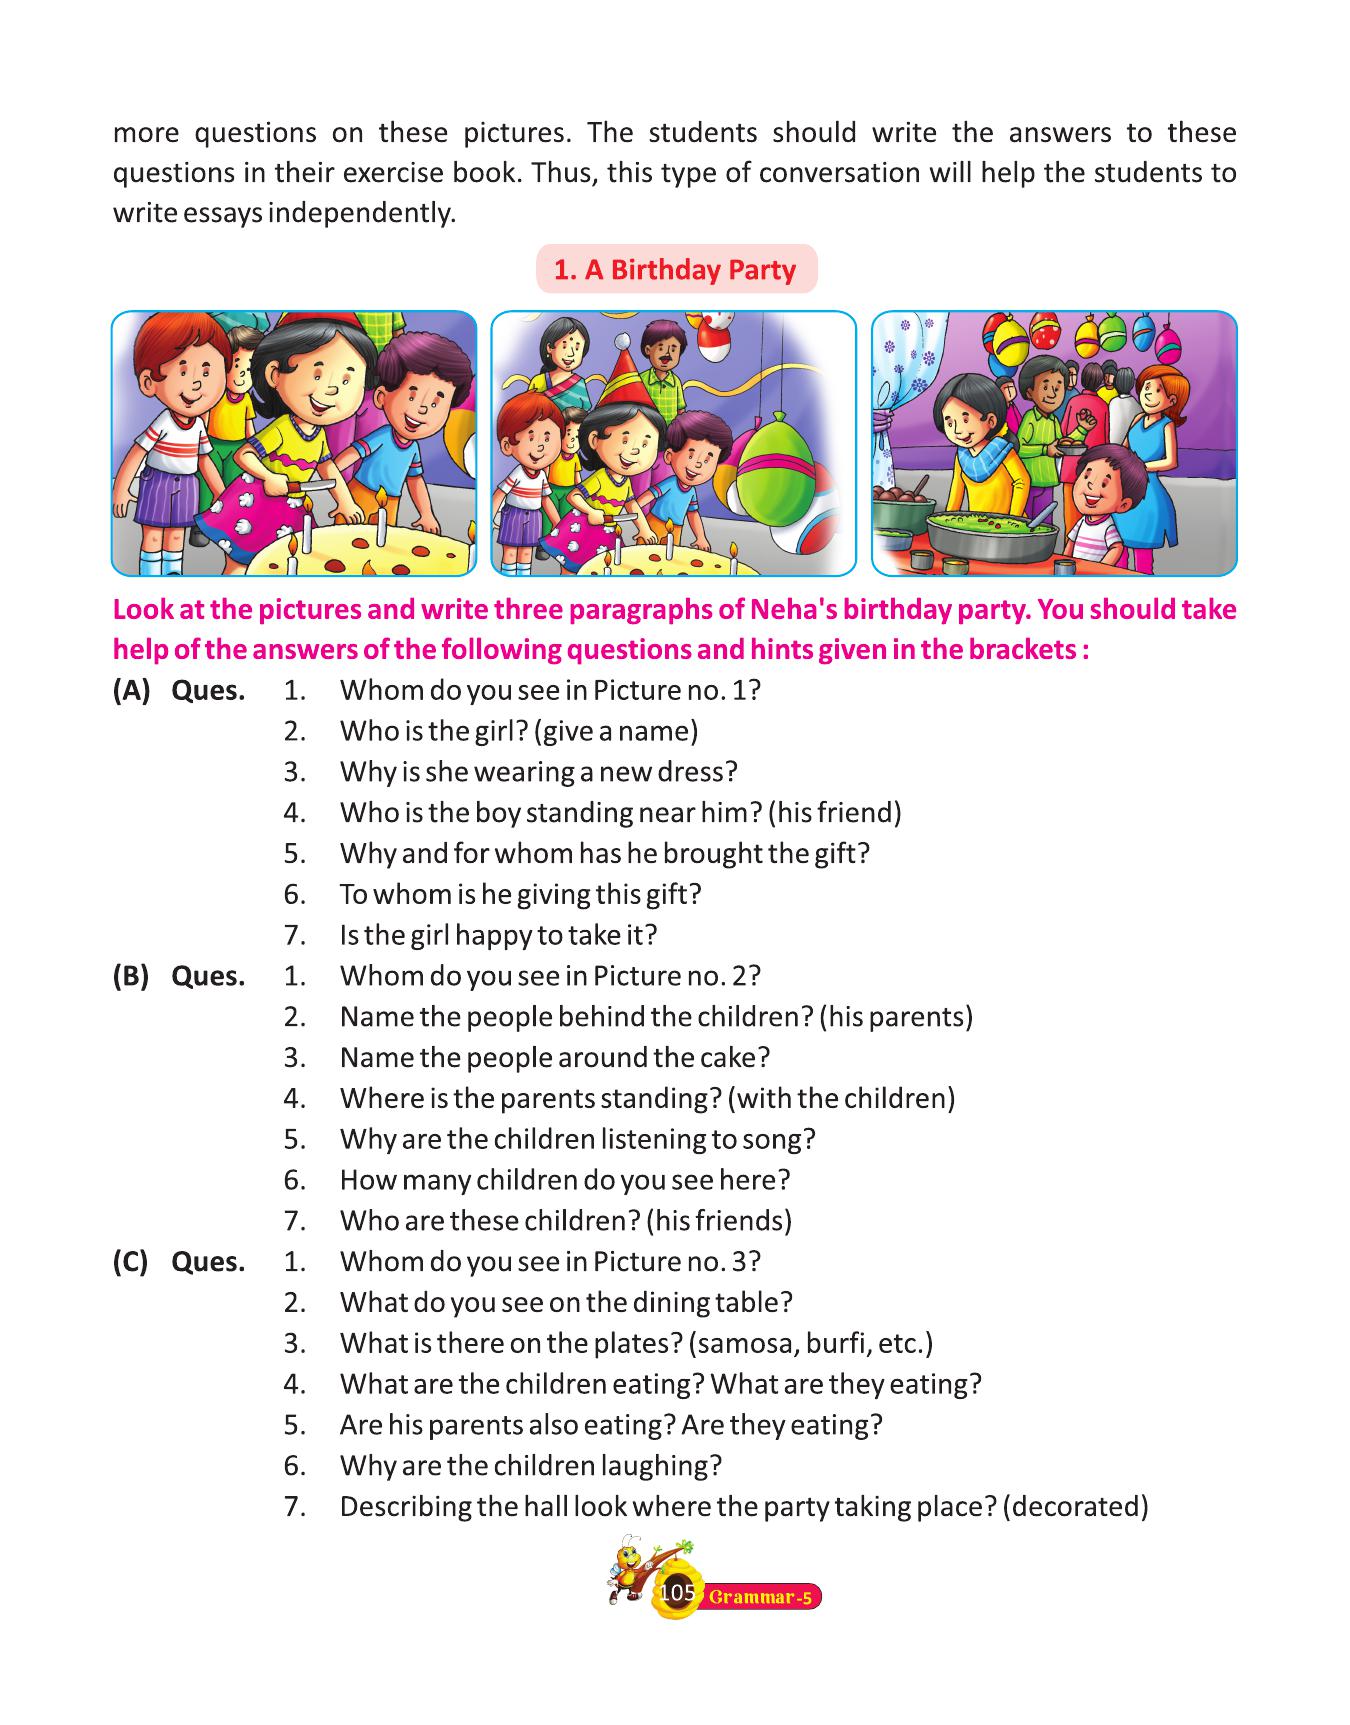 more questions on these pictures. The students should write the answers to these
questions in their exercise book. Thus, this type of conversation will help the students to
write essays independently.
1. A Birthday Party
Look at the pictures and write three paragraphs of Neha's birthday party. You should take
help of the answers of the following questions and hints given in the brackets :
(A) Ques. 1. Whom do you see in Picture no. 1?
2. Who is the girl? (give a name)
3. Why is she wearing a new dress?
4. Who is the boy standing near him? (his friend)
5. Why and for whom has he brought the gift?
6. To whom is he giving this gift?
7. Is the girl happy to take it?
(B) Ques. 1. Whom do you see in Picture no. 2?
2. Name the people behind the children? (his parents)
3. Name the people around the cake?
4. Where is the parents standing? (with the children)
5. Why are the children listening to song?
6. How many children do you see here?
7. Who are these children? (his friends)
(C) Ques. 1. Whom do you see in Picture no. 3?
2. What do you see on the dining table?
3. What is there on the plates? (samosa, burfi, etc.)
4. What are the children eating? What are they eating?
5. Are his parents also eating? Are they eating?
6. Why are the children laughing?
7. Describing the hall look where the party taking place? (decorated)
105 Grammar-5